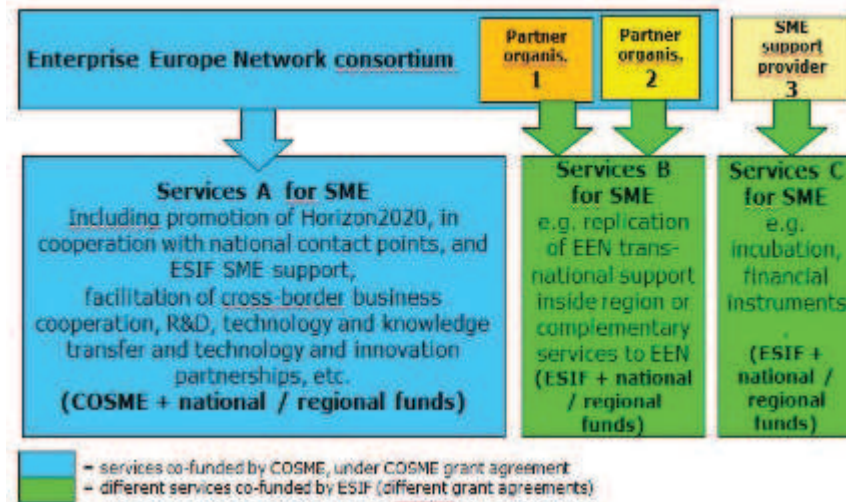 Enterprise Europe Network consortium
Partner
organis.
1
Partner
organis.
2
SME
support
provider
3
Services A for SME
Including promotion of Horizon2020, in
cooperation with national contact points, and
ESIF SME support,
facilitation of cross-border business
cooperation, R&D, technology and knowledge
transfer and technology and innovation
partnerships, etc.
(COSME + national / regional funds)
Services B
for SME
e.g. replication
of EEN trans-
national support
inside region or
complementary
services to EEN
(ESIF + national
/ regional
funds)
Services C
for SME
e.g.
incubation,
financial
instruments
.
(ESIF +
national /
regional
funds)
= services co-funded by COSME, under COSME grant agreement
= different services co-funded by ESIF (different grant agreements)